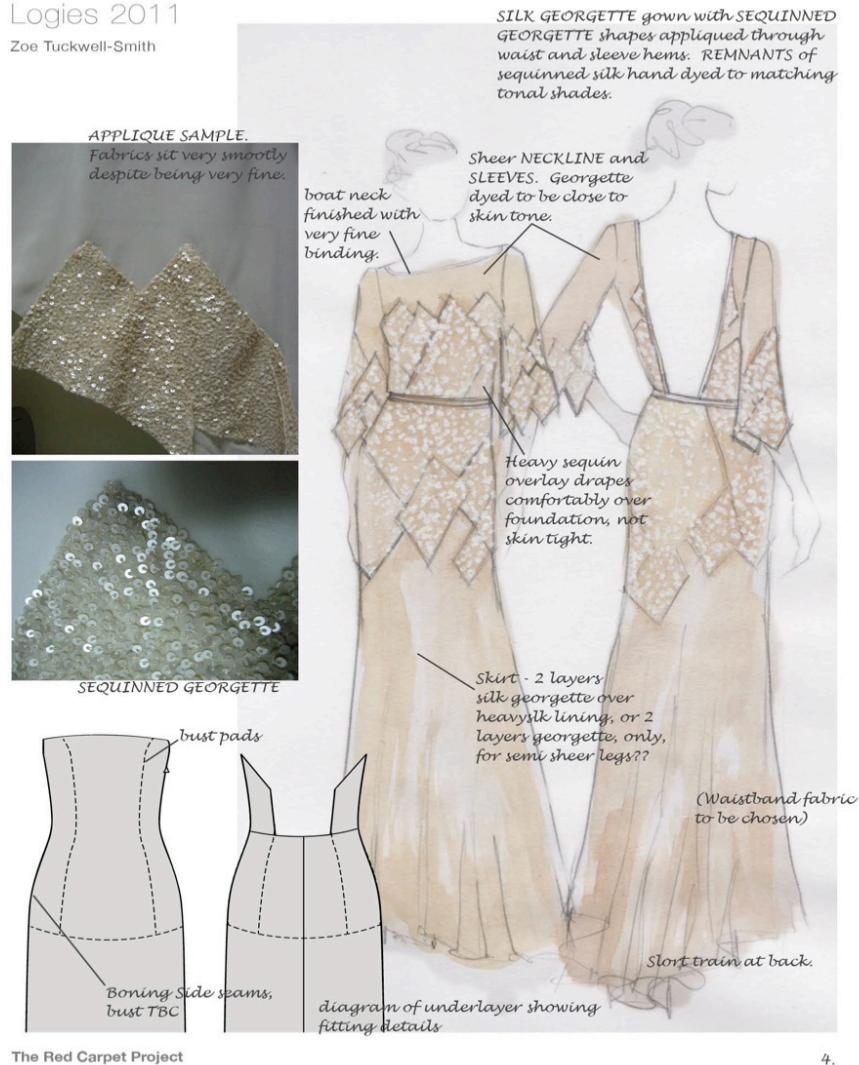 Logies 2011
Zoe Tuckwell-Smith
SILK GEORGETTE gown with SEQUINNED
GEORGETTE shapes appliqued through
waist and sleeve hems. REMNANTS of
sequinned silk hand dyed to matching
tonal shades.
APPLIQUE SAMPLE.
Fabrics sit very smootly
despite being very fine.
boat neck
finished with
very fine
binding.
Sheer NECKLINE and
SLEEVES. Georgette
dyed to be close to
skin tone.
Heavy sequin
overlay drapes
comfortably over
foundation, not
skin tight.
SEQUINNED GEORGETTE
Skirt - 2 layers
silk georgette over
heavyslk lining, or 2
layers georgette, only,
for semi sheer legs??
bust pads
(Waistband fabric
to be chosen)
Slort train at back.
Boning Side seams,
bust TBC
diagram of underlayer showing
fitting details
The Red Carpet Project
4.